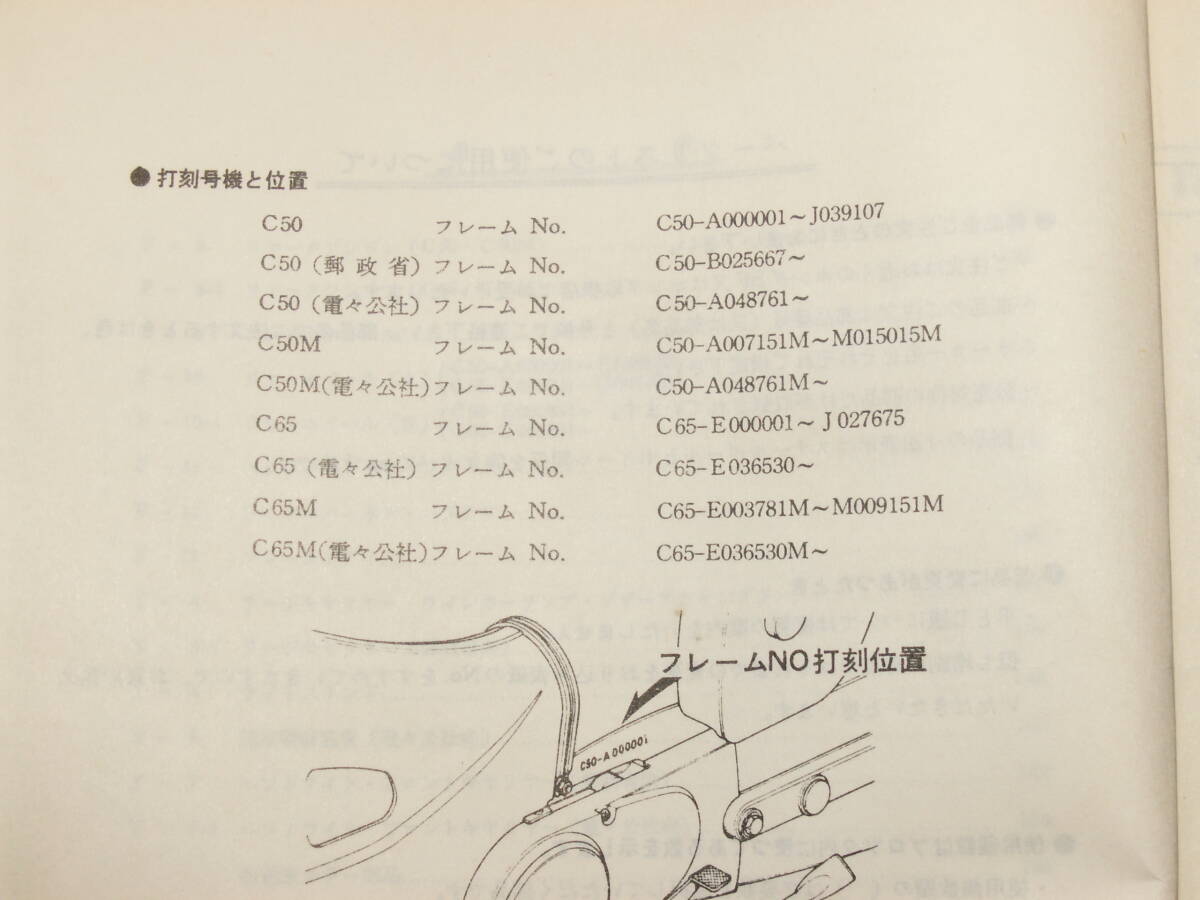 ●打刻号機と位置
C50 フレーム No. C50-A000001～J039107
C50 (郵政省) フレーム No. C50-B025667～
C50 (電々公社) フレーム No. C50-A048761～
C50M フレーム No. C50-A007151M～M015015M
C50M(電々公社) フレーム No. C50-A048761M～
C65 フレーム No. C65-E000001～J027675
C65 (電々公社) フレーム No. C65-E036530～
C65M フレーム No. C65-E003781M～M009151M
C65M(電々公社) フレーム No. C65-E036530M～
フレームNO打刻位置
C50-A000001